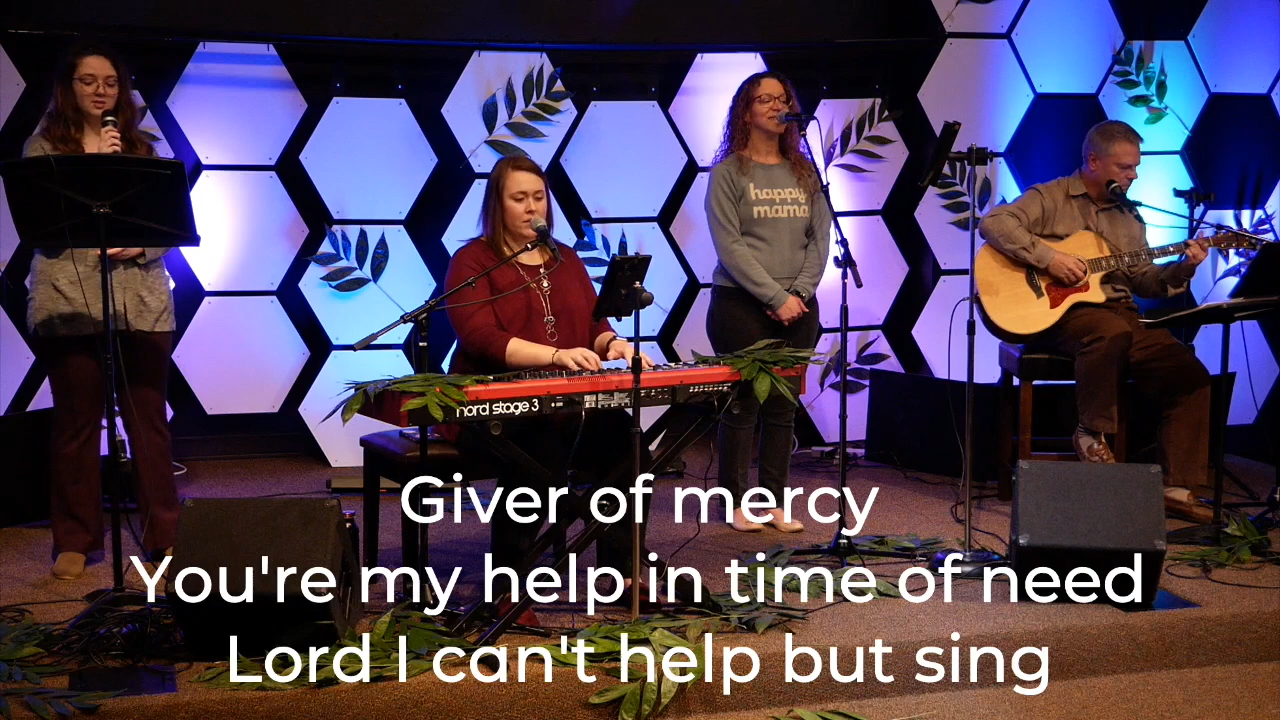 happy
mama
nord stage 3
Giver of mercy
You're my help in time of need
Lord I can't help but sing